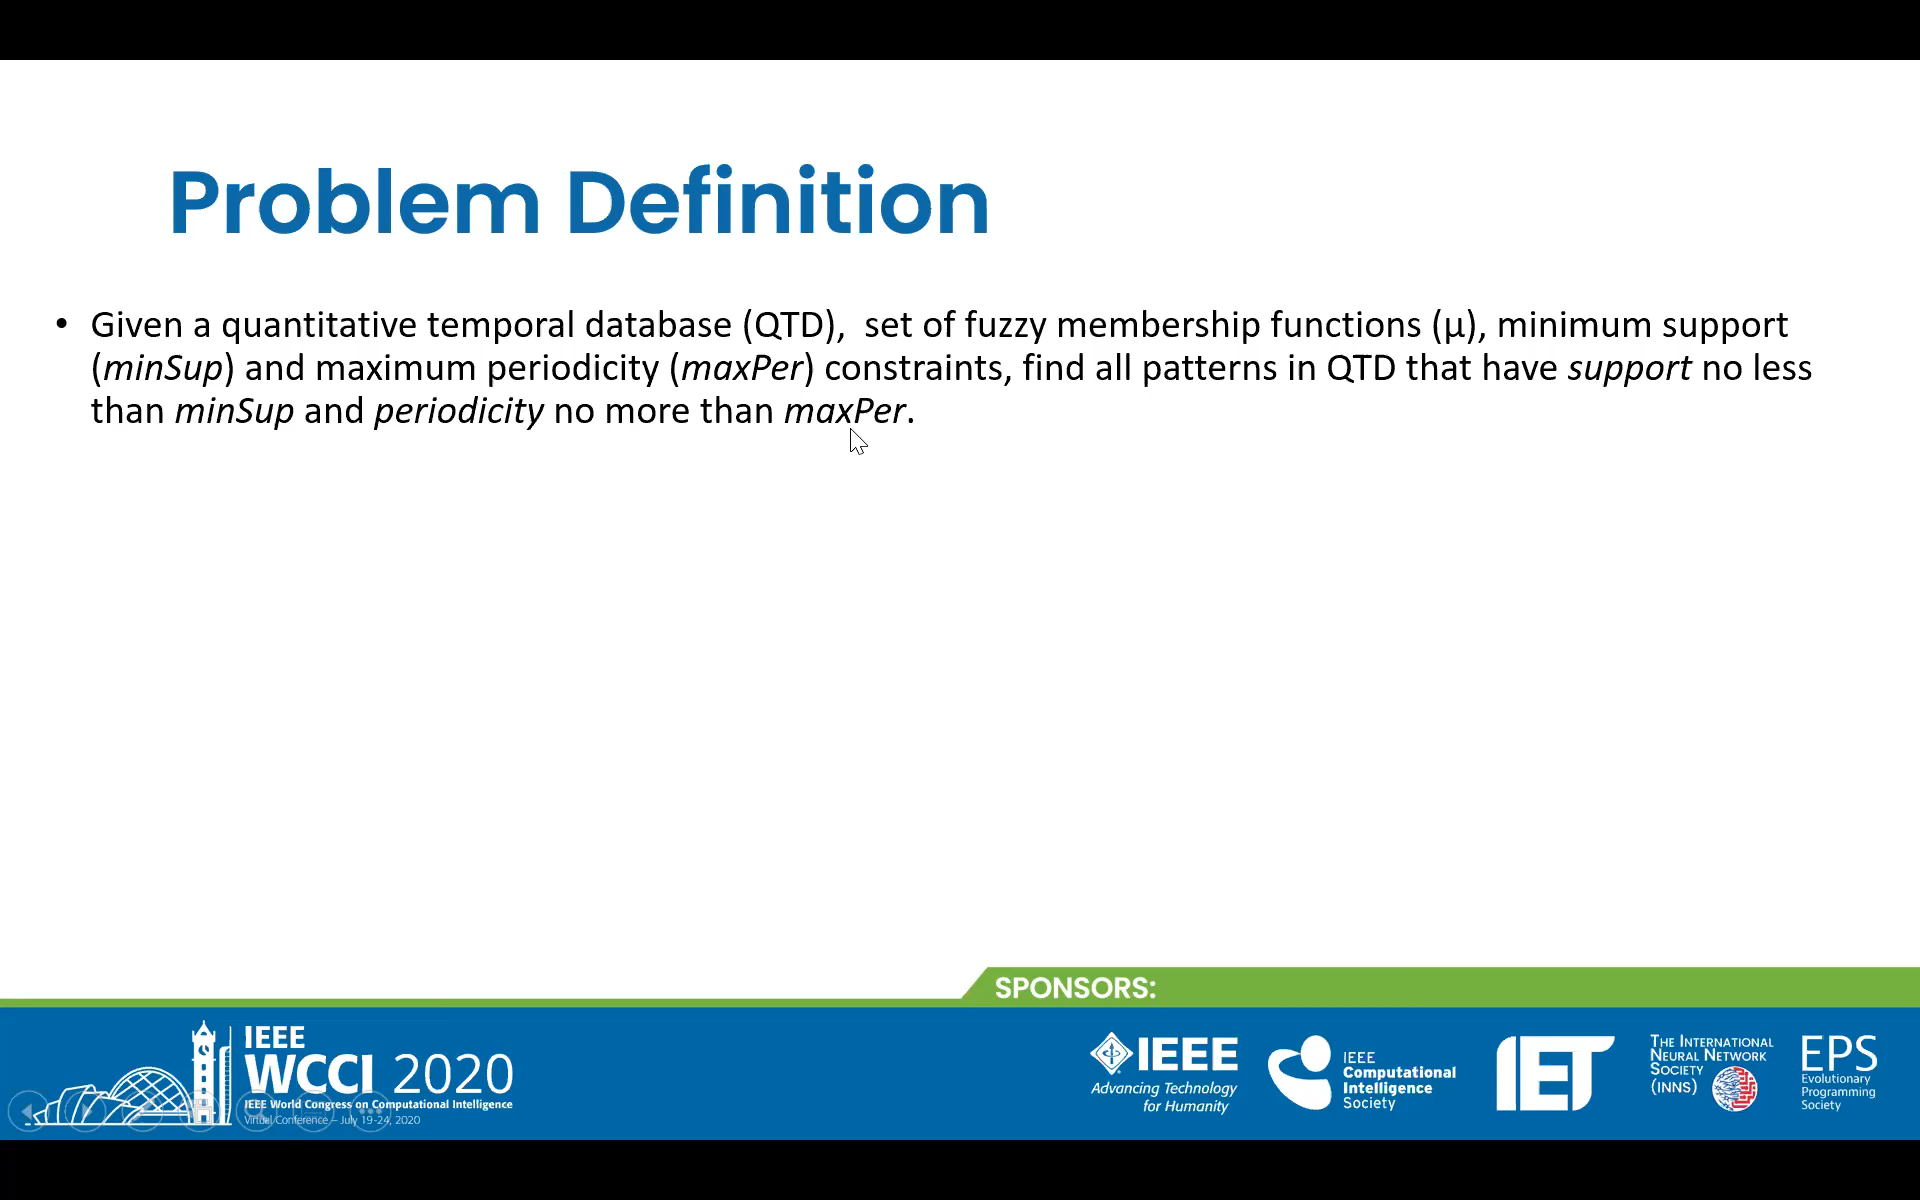 Problem Definition
• Given a quantitative temporal database (QTD),  set of fuzzy membership functions (μ), minimum support
(minSup) and maximum periodicity (maxPer) constraints, find all patterns in QTD that have support no less
than minSup and periodicity no more than maxPer.
SPONSORS:
IEEE
WCCI 2020
IEEE World Congress on Computational Intelligence
Virtual Conference – July 19-24, 2020
IEEE
Advancing Technology
for Humanity
IEEE
Computational
Intelligence
Society
IET
THE INTERNATIONAL
NEURAL NETWORK
SOCIETY
(INNS)
EPS
Evolutionary
Programming
Society